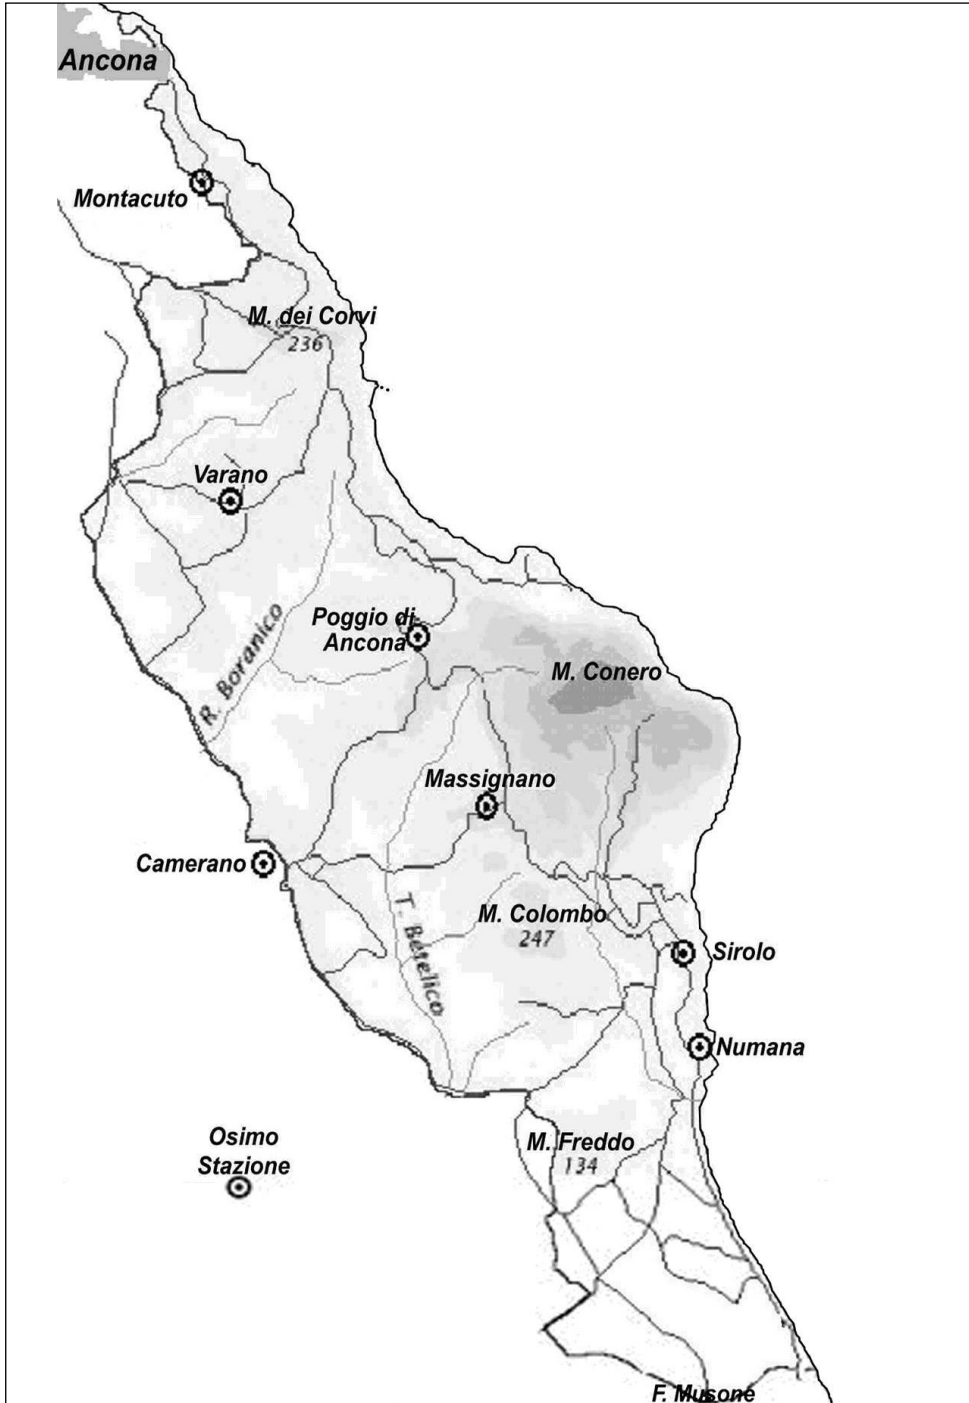 Ancona
Montacuto
M. dei Corvi
236
Varano
R. Boranico
Poggio di
Ancona
M. Conero
Massignano
Camerano
M. Colombo
247
T. Betelico
Sirolo
Numana
Osimo
Stazione
M. Freddo
134
F. Musone